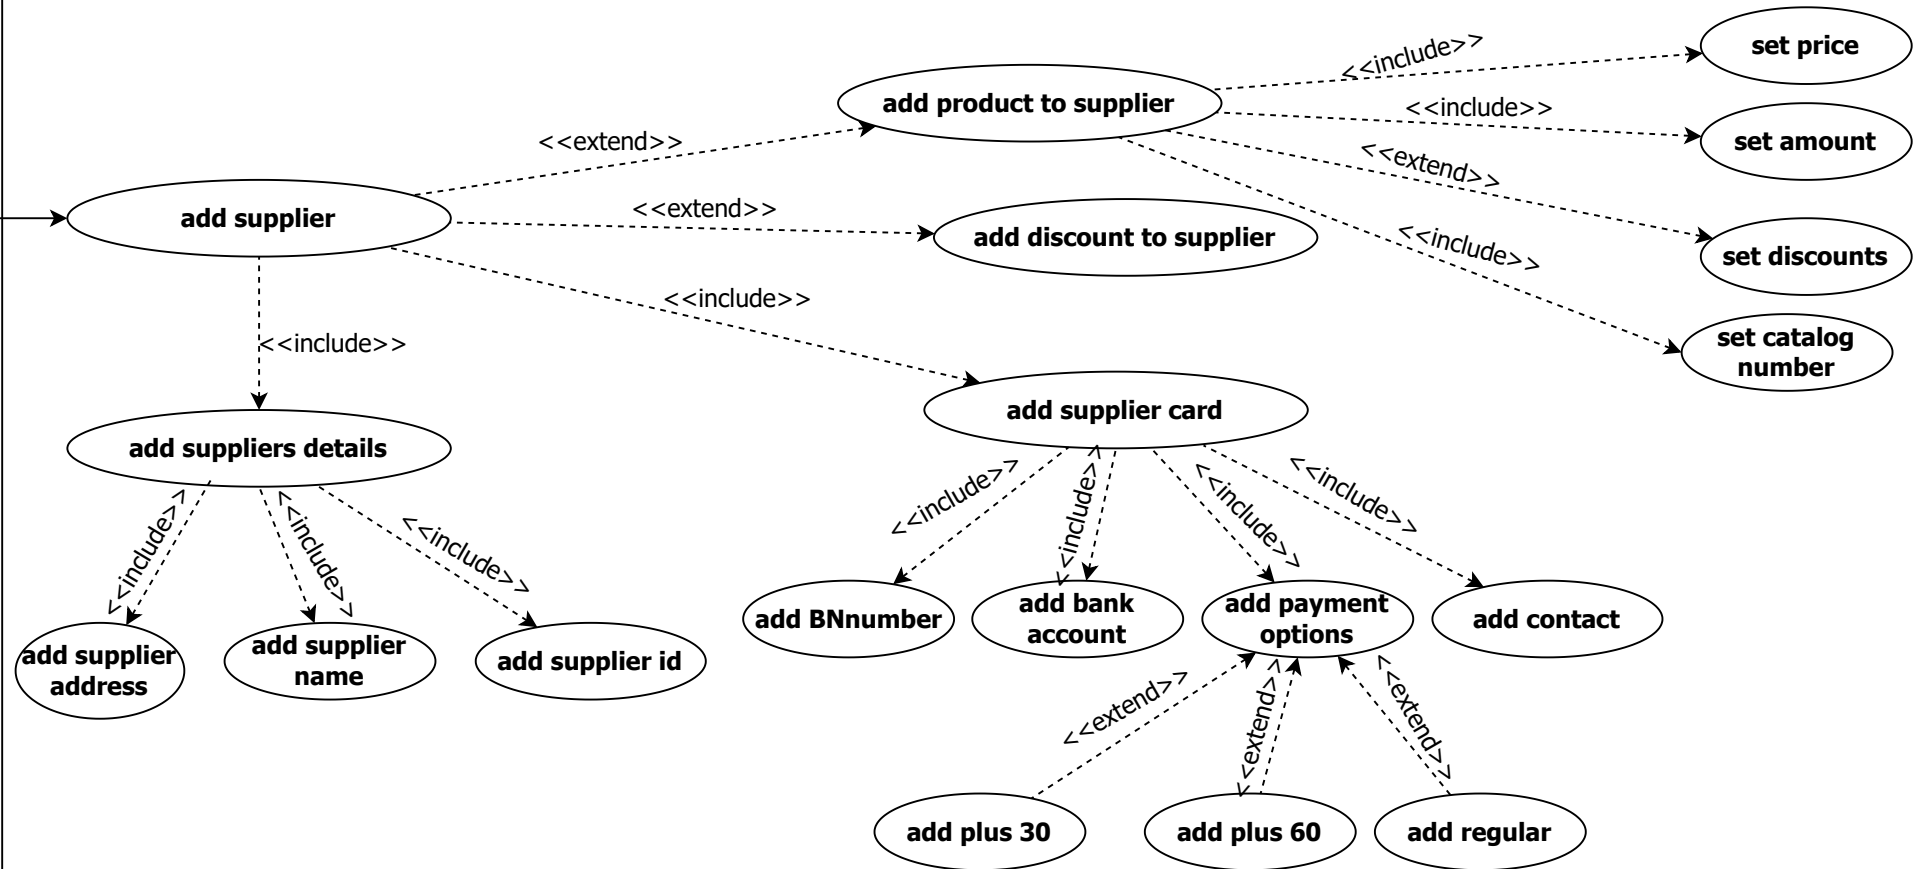 <<include>>
set price
add product to supplier
<<include>>
set amount
<<extend>>
<<extend>>
add supplier
<<extend>>
add discount to supplier
<<include>>
set discounts
<<include>>
set catalog
number
<<include>>
add supplier card
add suppliers details
<<include>>
<<include>>
<<include>>
<<include>>
<<include>>
<<include>>
<<include>>
add BNnumber
add bank
account
add payment
options
add contact
add supplier
address
add supplier
name
add supplier id
<<extend>>
<<extend>>
<<extend>>
add plus 30
add plus 60
add regular